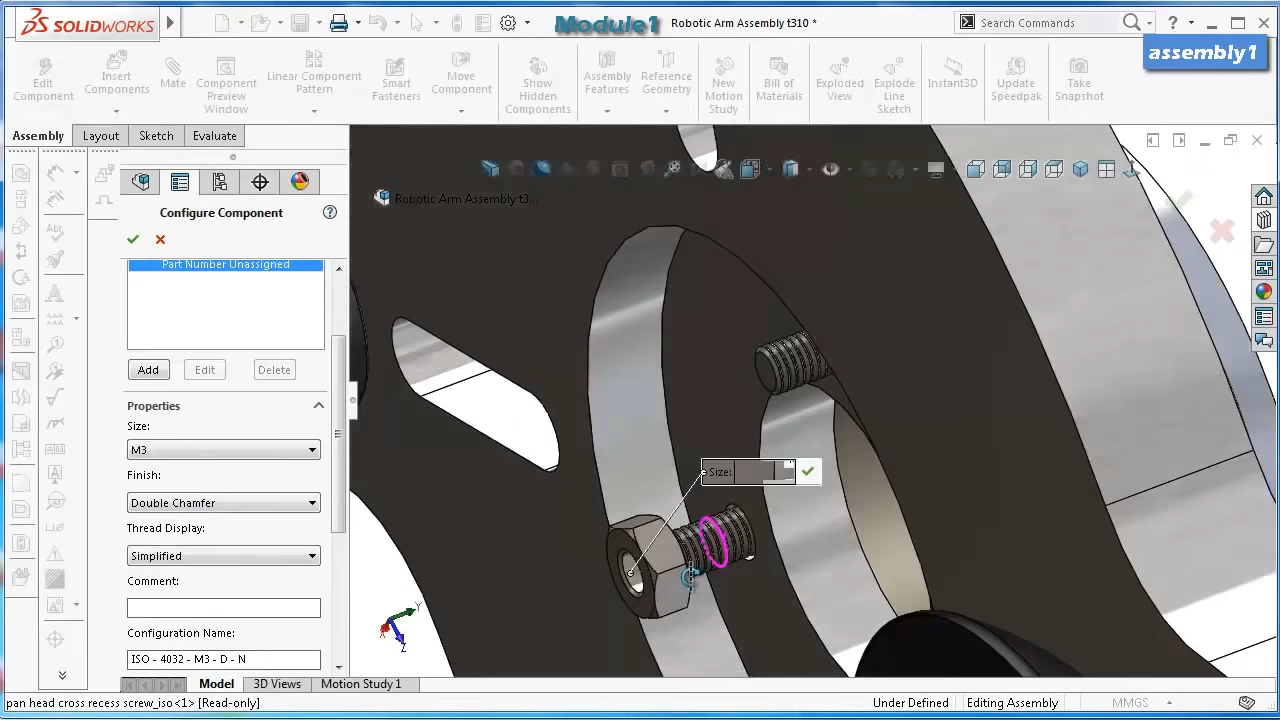 SOLIDWORKS
Module1
Robotic Arm Assembly t310 *
Search Commands
?
assembly1
Edit Component
Insert Components
Mate
Component Preview Window
Linear Component Pattern
Smart Fasteners
Move Component
Show Hidden Components
Assembly Features
Reference Geometry
New Motion Study
Bill of Materials
Exploded View
Explode Line Sketch
Instant3D
Update Speedpak
Take Snapshot
Assembly
Layout
Sketch
Evaluate
Robotic Arm Assembly t3...
Configure Component
?
Part Number Unassigned
Add
Edit
Delete
Properties
Size:
M3
Finish:
Double Chamfer
Thread Display:
Simplified
Comment:
Configuration Name:
ISO - 4032 - M3 - D - N
Size:
Y
X
Z
Model
3D Views
Motion Study 1
pan head cross recess screw_iso<1> [Read-only]
Under Defined
Editing Assembly
MMGS